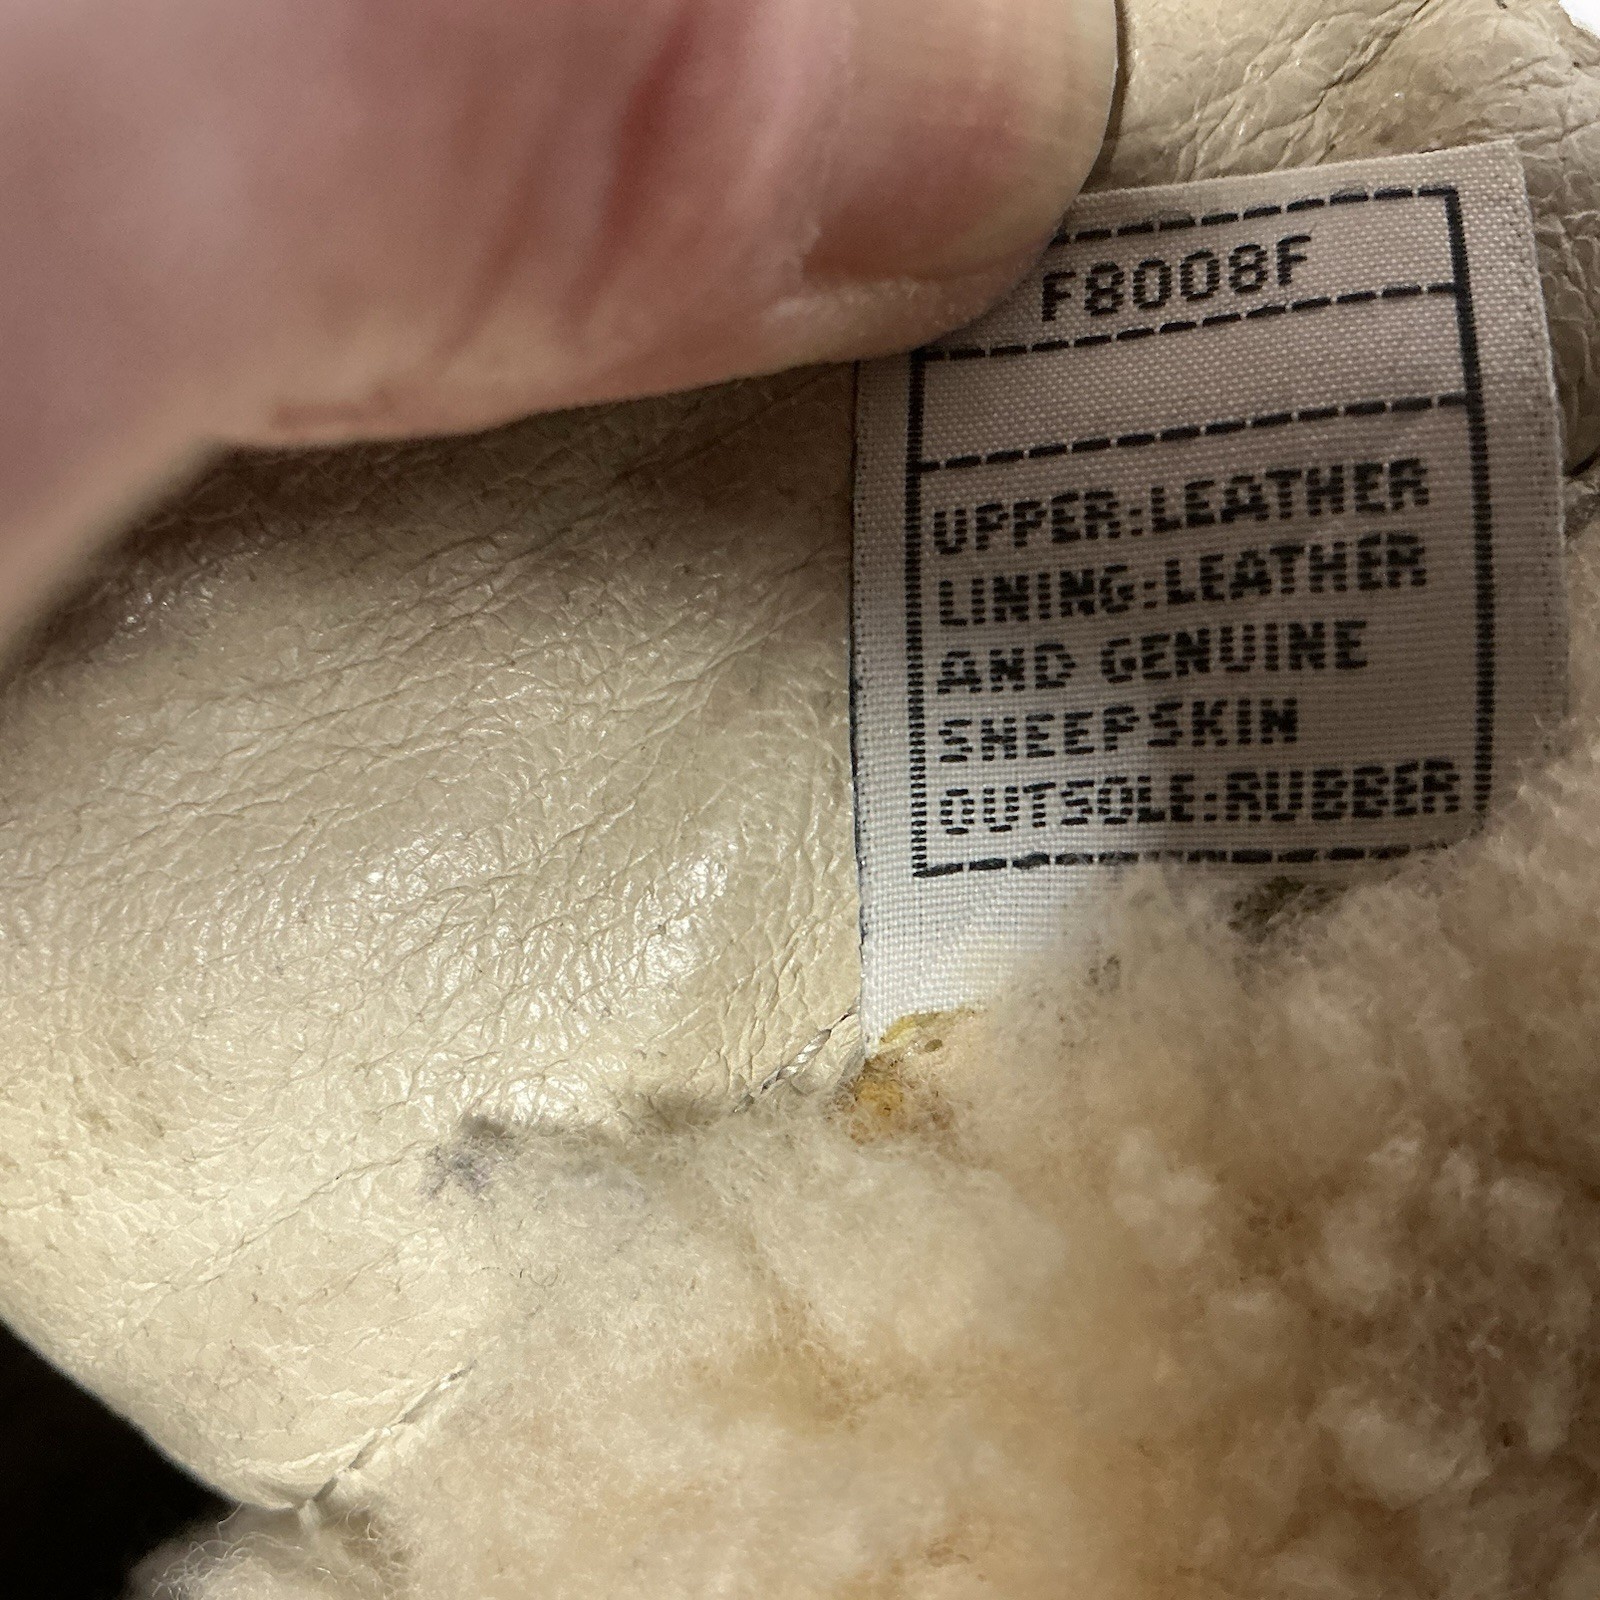 F8008F
UPPER:LEATHER
LINING:LEATHER
AND GENUINE
SHEEPSKIN
OUTSOLE:RUBBER